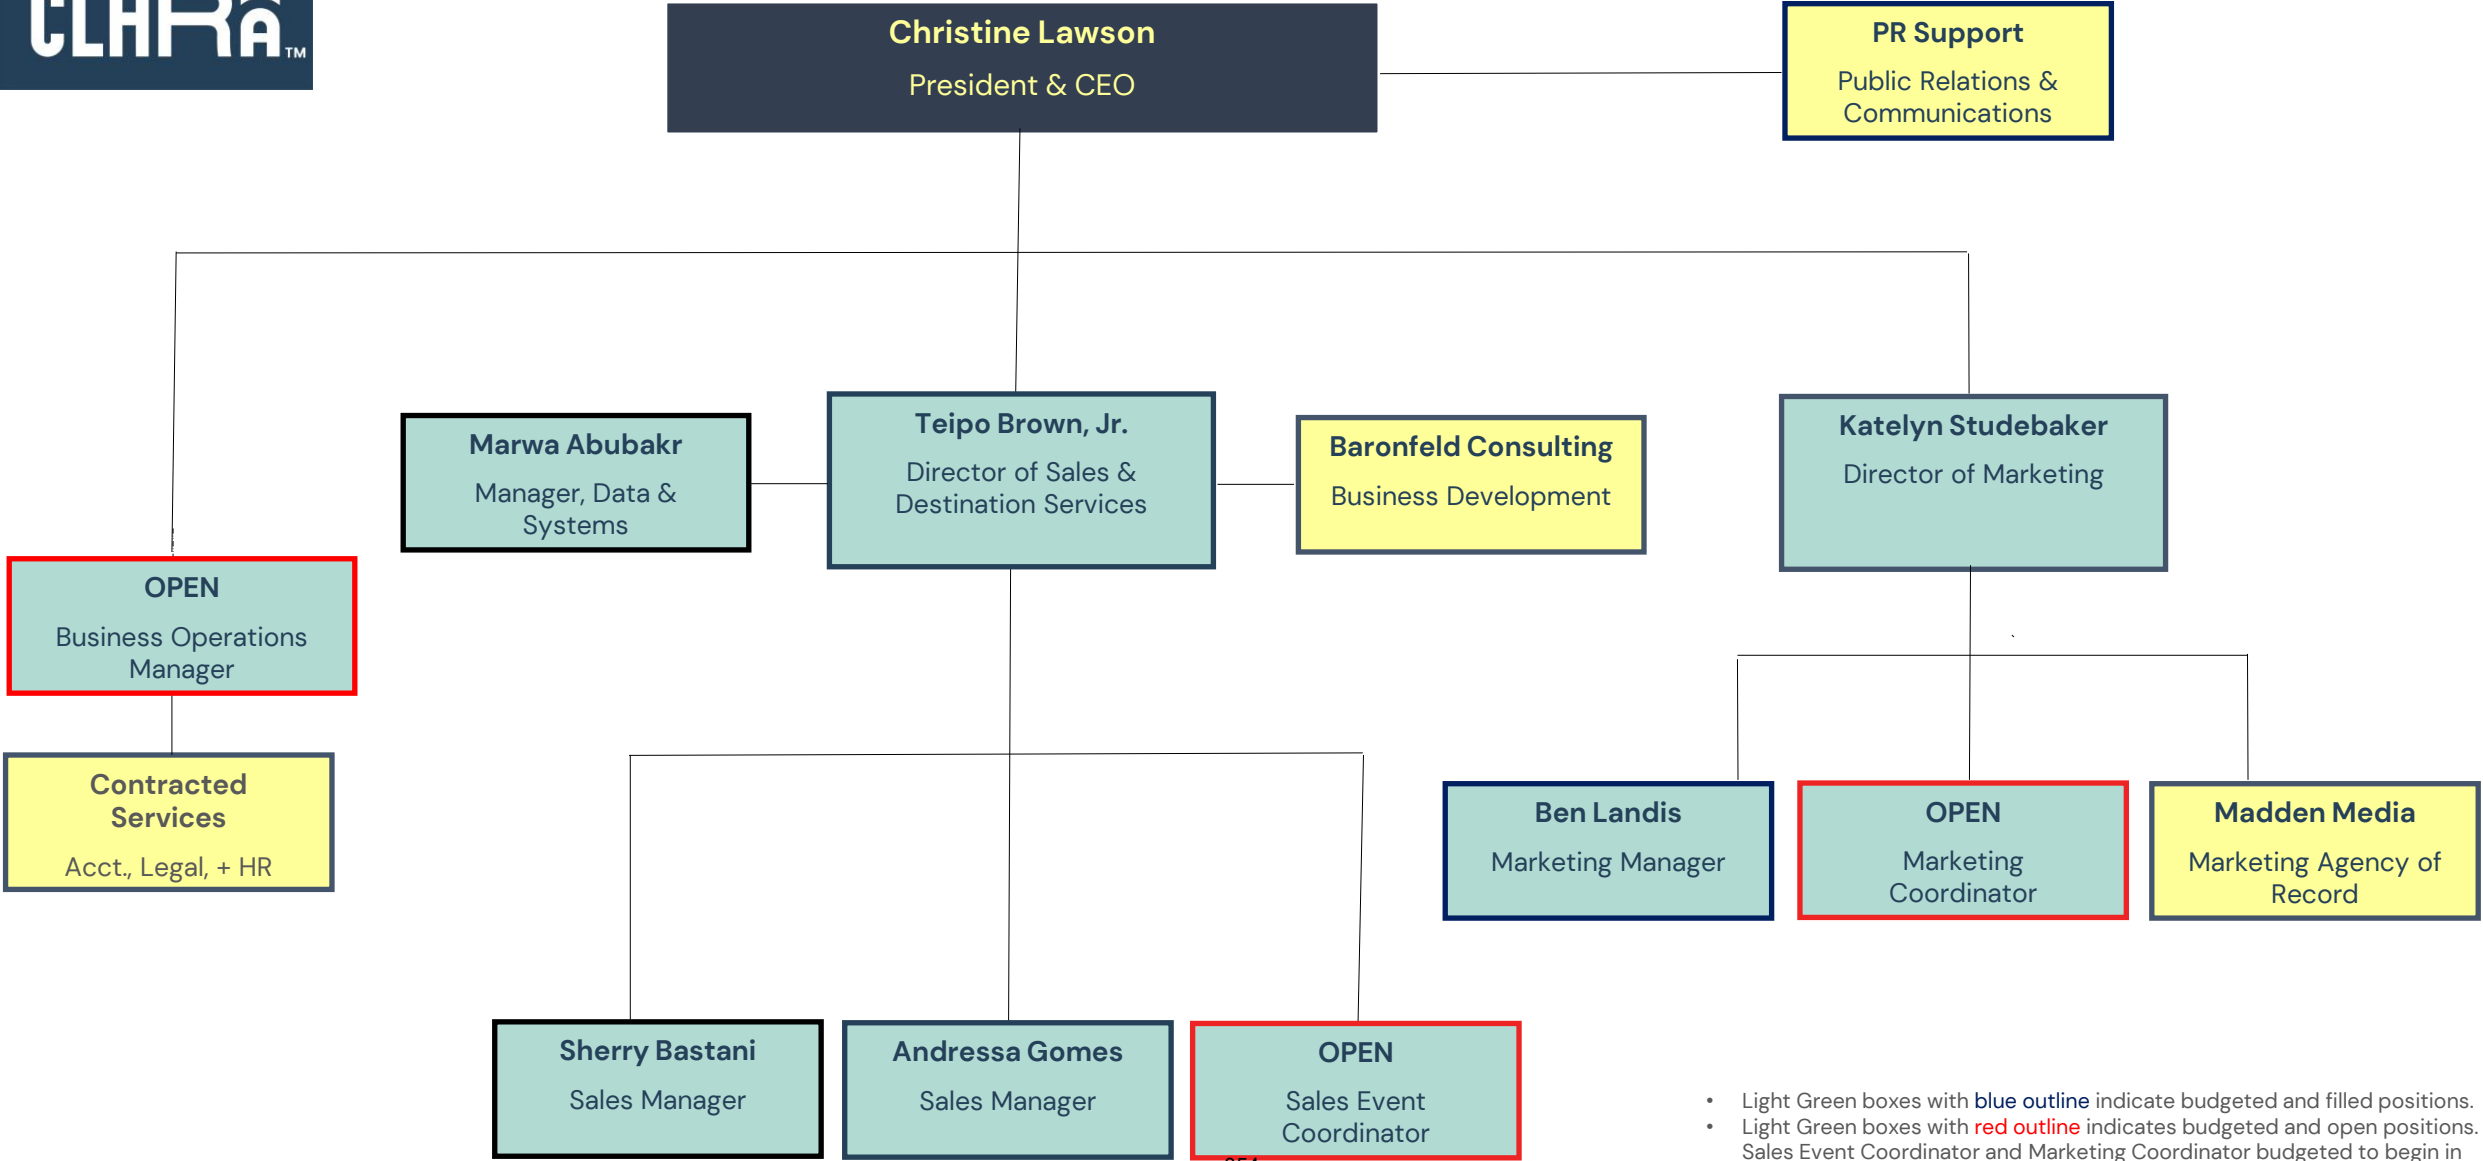 CLARA™
Christine Lawson
President & CEO
PR Support
Public Relations &
Communications
Marwa Abubakr
Manager, Data &
Systems
Teipo Brown, Jr.
Director of Sales &
Destination Services
Baronfeld Consulting
Business Development
Katelyn Studebaker
Director of Marketing
OPEN
Business Operations
Manager
Contracted
Services
Acct., Legal, + HR
Ben Landis
Marketing Manager
OPEN
Marketing
Coordinator
Madden Media
Marketing Agency of
Record
Sherry Bastani
Sales Manager
Andressa Gomes
Sales Manager
OPEN
Sales Event
Coordinator
• Light Green boxes with blue outline indicate budgeted and filled positions.
• Light Green boxes with red outline indicates budgeted and open positions.
Sales Event Coordinator and Marketing Coordinator budgeted to begin in